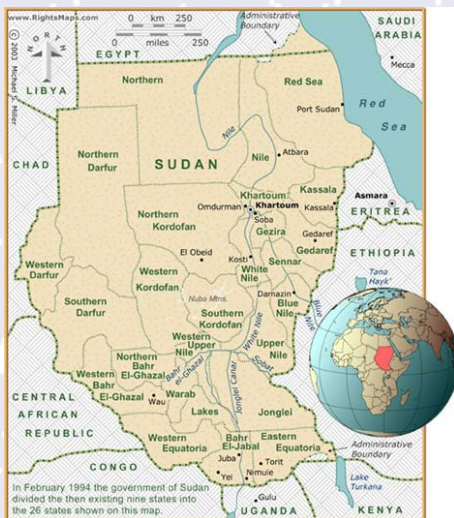 www.RightsMaps.com
© 2003 Michael S. Miller
NORTH
0 km 250
0 miles 250
Administrative
Boundary
SAUDI
ARABIA
Mecca
EGYPT
LIBYA
Northern
Red Sea
Port Sudan
Red
Sea
CHAD
Northern
Darfur
SUDAN
Nile
Nile
Atbara
Khartoum
Kassala
Omdurman
Khartoum
Kassala
Asmara
Soba
ERITREA
Northern
Kordofan
Gezira
Gedaref
Gedaref
El Obeid
Kosti
Sennar
ETHIOPIA
Western
Darfur
Western
Kordofan
White
Nile
Tana
Hayk'
Damazin
Southern
Darfur
Nuba Mtns.
Southern
Kordofan
Blue
Nile
Blue
Nile
White Nile
Western
Upper
Nile
Upper
Nile
Northern
Bahr
El-Ghazal
Bahr
el-Ghazal
Sobat
Western
Bahr
El-Ghazal
Warab
Wau
Jonglei Canal
Lakes
Jonglei
CENTRAL
AFRICAN
REPUBLIC
Western
Equatoria
Bahr
El-Jabal
Eastern
Equatoria
Administrative
Boundary
Juba
Torit
CONGO
Yei
Nimule
Lake
Turkana
Gulu
UGANDA
KENYA
In February 1994 the government of Sudan
divided the then existing nine states into
the 26 states shown on this map.